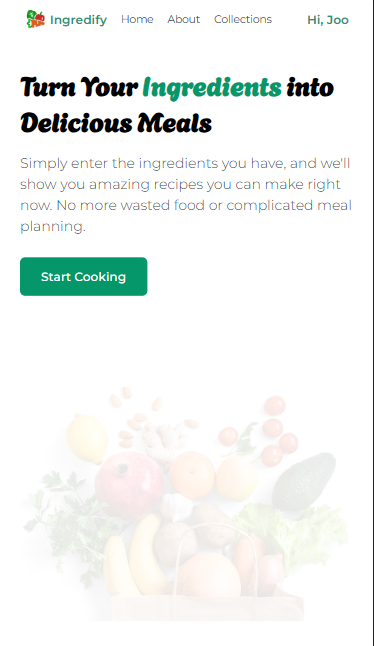 Ingredify Home About Collections Hi, Joo
Turn Your Ingredients into
Delicious Meals
Simply enter the ingredients you have, and we'll
show you amazing recipes you can make right
now. No more wasted food or complicated meal
planning.
Start Cooking